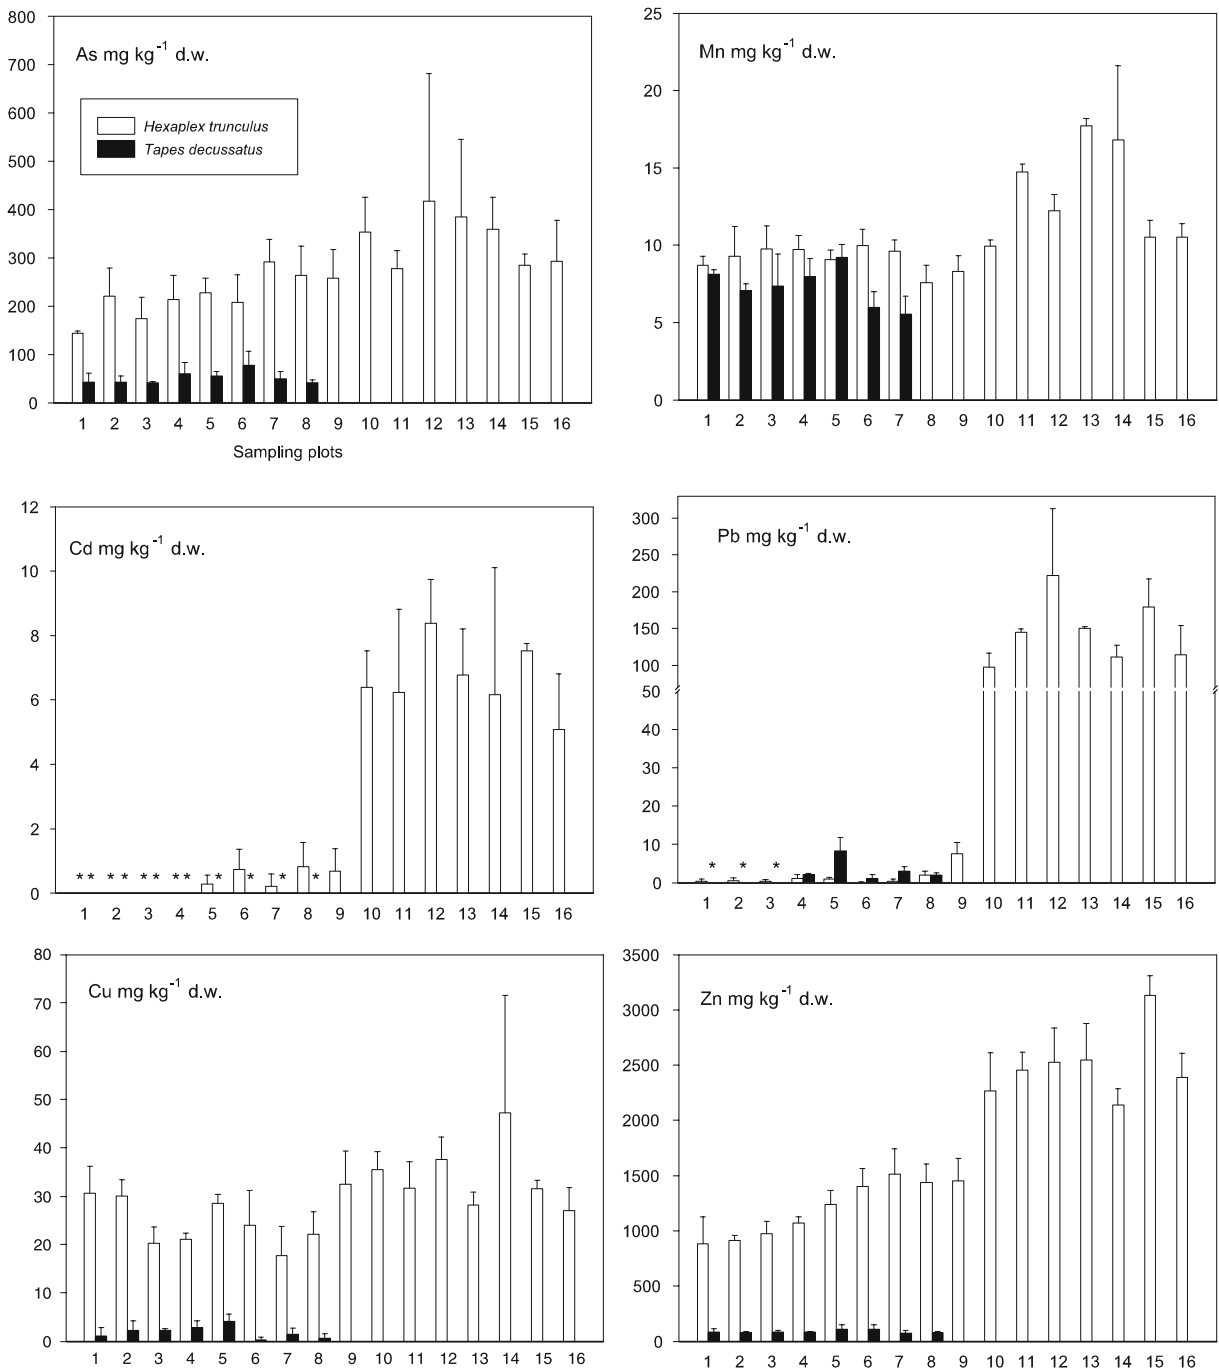 As mg kg⁻¹ d.w.
800
700
600
500
400
300
200
100
0
Hexaplex trunculus
Tapes decussatus
1 2 3 4 5 6 7 8 9 10 11 12 13 14 15 16
Sampling plots
Mn mg kg⁻¹ d.w.
25
20
15
10
5
0
1 2 3 4 5 6 7 8 9 10 11 12 13 14 15 16
Cd mg kg⁻¹ d.w.
12
10
8
6
4
2
0
* * * * * * * * * * * *
1 2 3 4 5 6 7 8 9 10 11 12 13 14 15 16
Pb mg kg⁻¹ d.w.
300
250
200
150
100
50
40
30
20
10
0
* * *
1 2 3 4 5 6 7 8 9 10 11 12 13 14 15 16
Cu mg kg⁻¹ d.w.
80
70
60
50
40
30
20
10
0
1 2 3 4 5 6 7 8 9 10 11 12 13 14 15 16
Zn mg kg⁻¹ d.w.
3500
3000
2500
2000
1500
1000
500
0
1 2 3 4 5 6 7 8 9 10 11 12 13 14 15 16